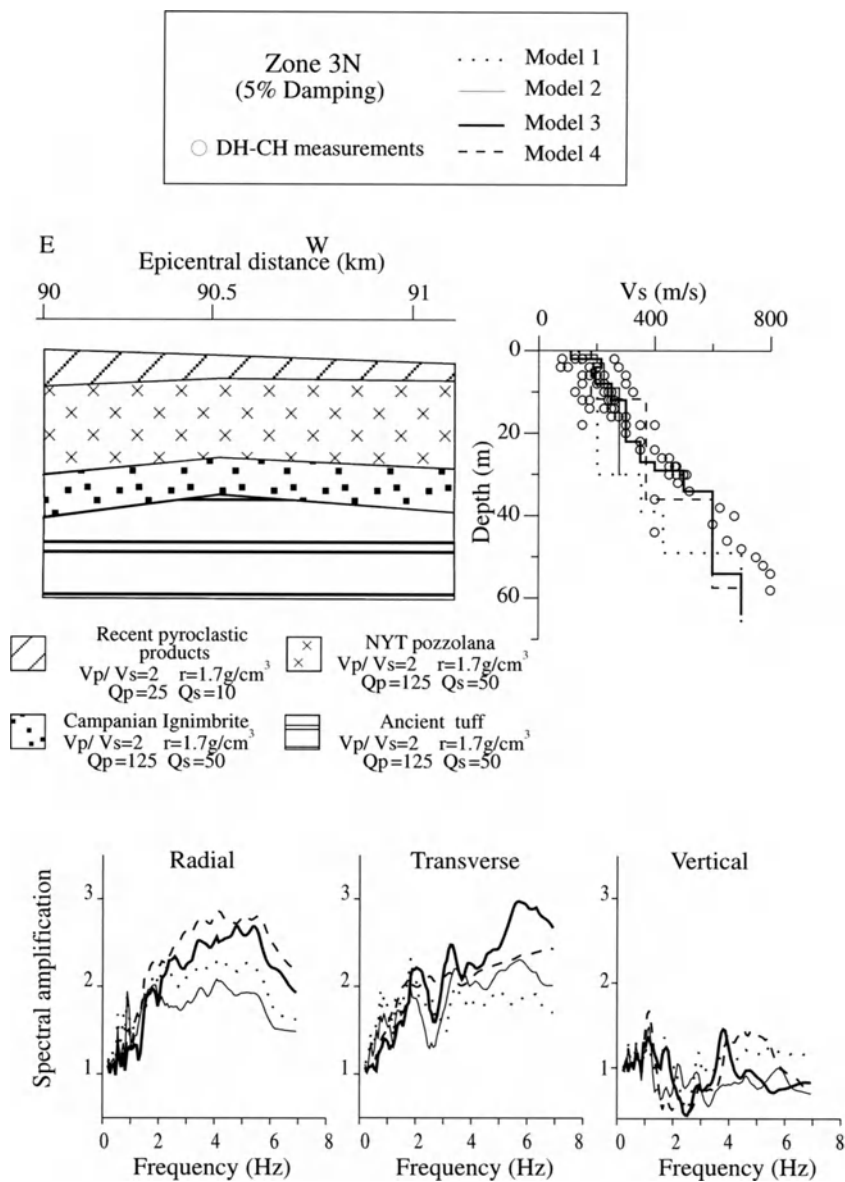 Zone 3N
(5% Damping)
DH-CH measurements
Model 1
Model 2
Model 3
Model 4
E W
Epicentral distance (km)
90 90.5 91
Vs (m/s)
0 400 800
Depth (m)
0
20
40
60
Recent pyroclastic
products
Vp/ Vs=2 r=1.7g/cm³
Qp=25 Qs=10
NYT pozzolana
Vp/ Vs=2 r=1.7g/cm³
Qp=125 Qs=50
Campanian Ignimbrite
Vp/ Vs=2 r=1.7g/cm³
Qp=125 Qs=50
Ancient tuff
Vp/ Vs=2 r=1.7g/cm³
Qp=125 Qs=50
Spectral amplification
Radial
3
2
1
0 2 4 6 8
Frequency (Hz)
Transverse
3
2
1
0 2 4 6 8
Frequency (Hz)
Vertical
3
2
1
0 2 4 6 8
Frequency (Hz)